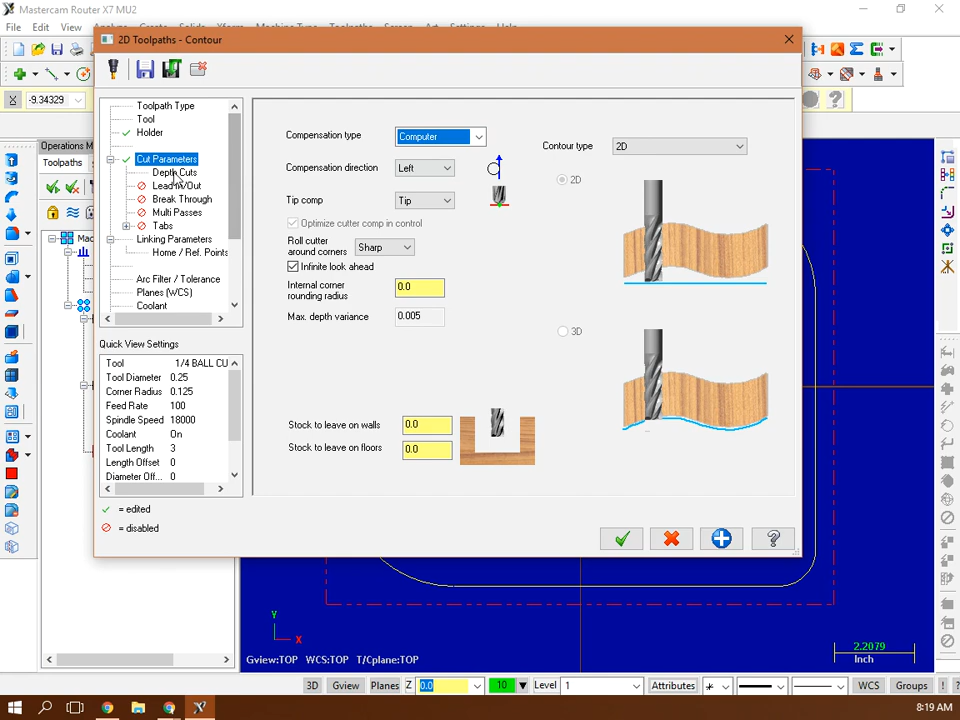 Mastercam Router X7 MU2
File Edit View
2D Toolpaths - Contour
-9.34329
Operations M
Toolpaths
Mac
Toolpath Type
Tool
Holder
Cut Parameters
Depth Cuts
Lead In/Out
Break Through
Multi Passes
Tabs
Linking Parameters
Home / Ref. Points
Arc Filter / Tolerance
Planes (WCS)
Coolant
Quick View Settings
Tool 1/4 BALL CU
Tool Diameter 0.25
Corner Radius 0.125
Feed Rate 100
Spindle Speed 18000
Coolant On
Tool Length 3
Length Offset 0
Diameter Off... 0
= edited
= disabled
Compensation type Computer
Compensation direction Left
Tip comp Tip
Optimize cutter comp in control
Roll cutter
around corners Sharp
Infinite look ahead
Internal corner
rounding radius 0.0
Max. depth variance 0.005
Stock to leave on walls 0.0
Stock to leave on floors 0.0
Contour type 2D
2D
3D
Y
X
Gview:TOP WCS:TOP T/Cplane:TOP
2.2079
Inch
3D Gview Planes Z 0.0 10 Level 1 Attributes WCS Groups ! ?
8:19 AM